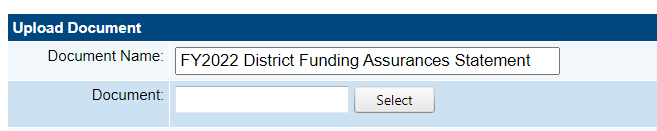 Upload Document
Document Name: FY2022 District Funding Assurances Statement
Document: Select